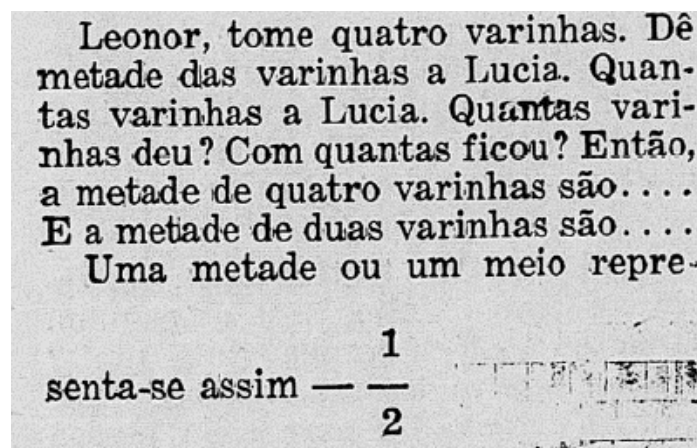 Leonor, tome quatro varinhas. Dê
metade das varinhas a Lucia. Quan-
tas varinhas a Lucia. Quantas vari-
nhas deu? Com quantas ficou? Então,
a metade de quatro varinhas são....
E a metade de duas varinhas são....
Uma metade ou um meio repre-
senta-se assim — 1/2